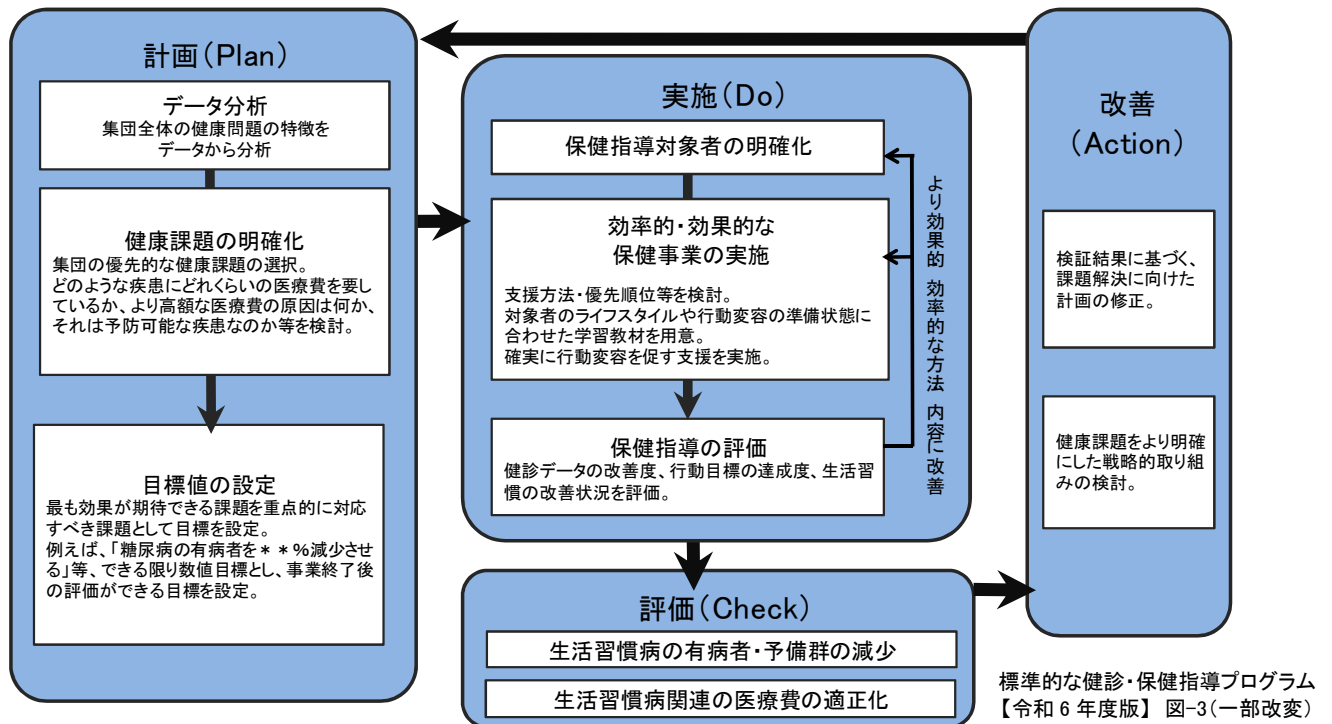 計画(Plan)
データ分析
集団全体の健康問題の特徴を
データから分析
健康課題の明確化
集団の優先的な健康課題の選択。
どのような疾患にどれくらいの医療費を要し
ているか、より高額な医療費の原因は何か、
それは予防可能な疾患なのか等を検討。
目標値の設定
最も効果が期待できる課題を重点的に対応
すべき課題として目標を設定。
例えば、「糖尿病の有病者を＊＊%減少させ
る」等、できる限り数値目標とし、事業終了後
の評価ができる目標を設定。
実施(Do)
保健指導対象者の明確化
効率的・効果的な
保健事業の実施
支援方法・優先順位等を検討。
対象者のライフスタイルや行動変容の準備状態に
合わせた学習教材を用意。
確実に行動変容を促す支援を実施。
保健指導の評価
健診データの改善度、行動目標の達成度、生活習
慣の改善状況を評価。
より効果的 効率的な方法 内容に改善
評価(Check)
生活習慣病の有病者・予備群の減少
生活習慣病関連の医療費の適正化
改善
(Action)
検証結果に基づく、
課題解決に向けた
計画の修正。
健康課題をより明確
にした戦略的取り組
みの検討。
標準的な健診・保健指導プログラム
【令和6年度版】 図-3(一部改変)